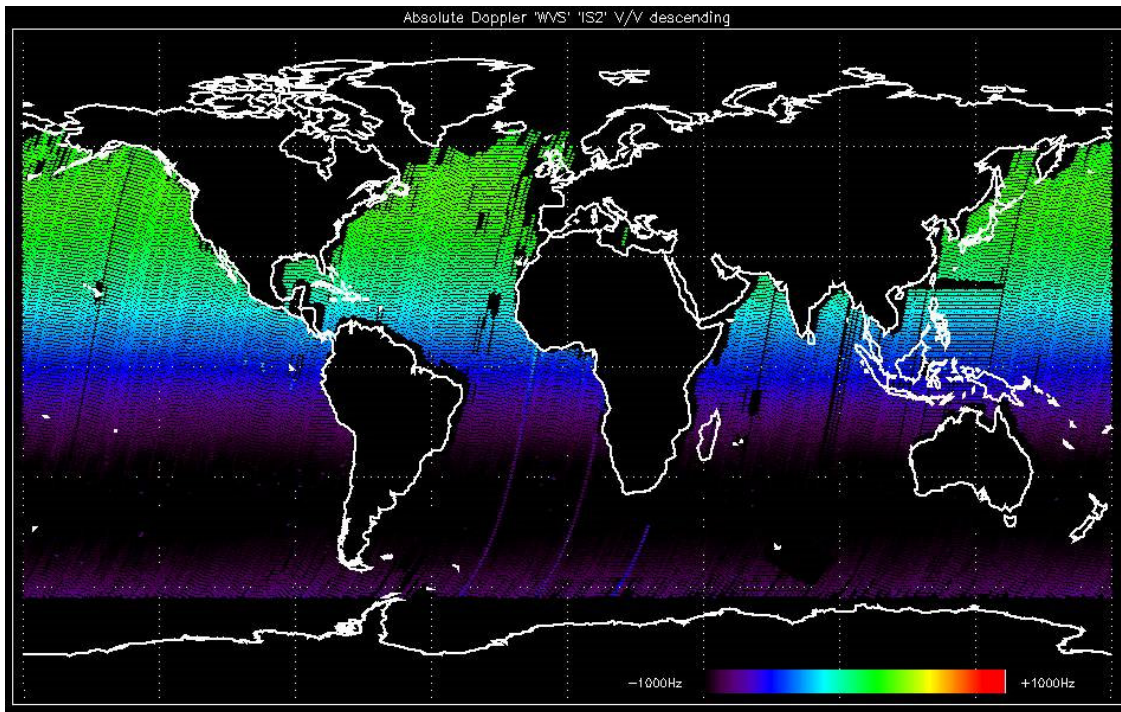 Absolute Doppler 'WVS' 'IS2' V/V descending
-1000Hz +1000Hz